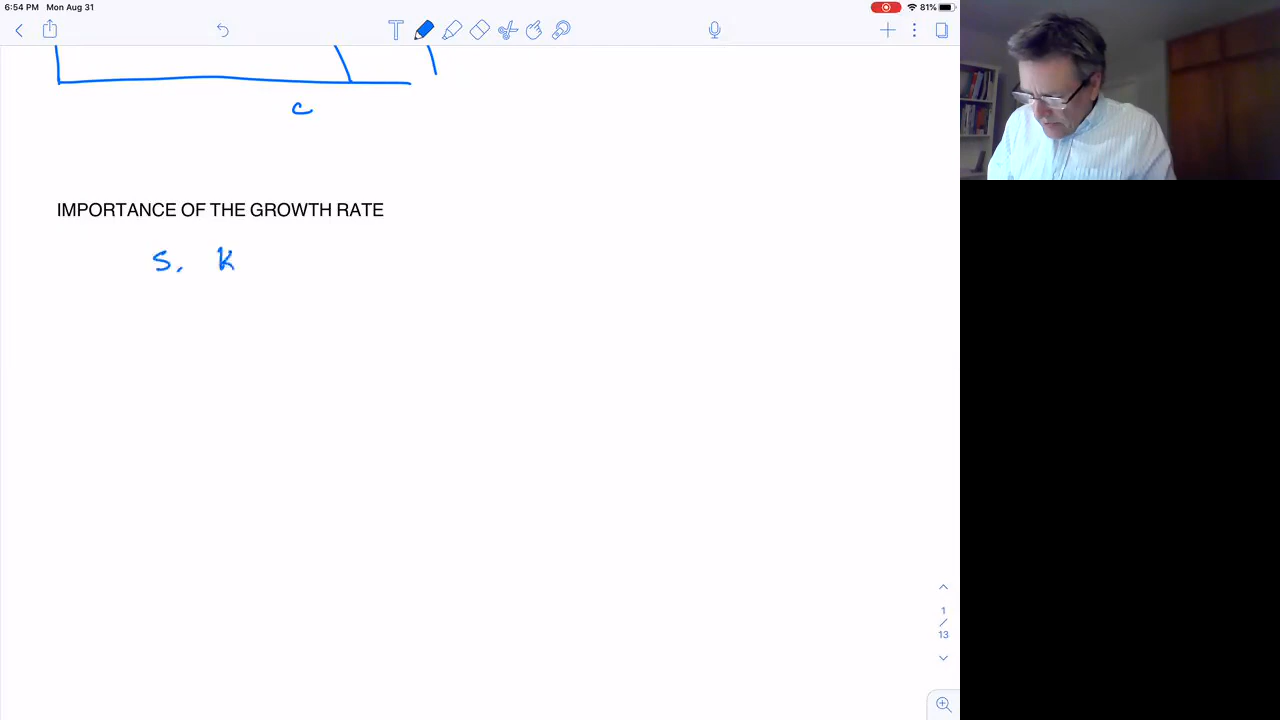 6:54 PM Mon Aug 31
81%
T
c
IMPORTANCE OF THE GROWTH RATE
S. K
1
/
13